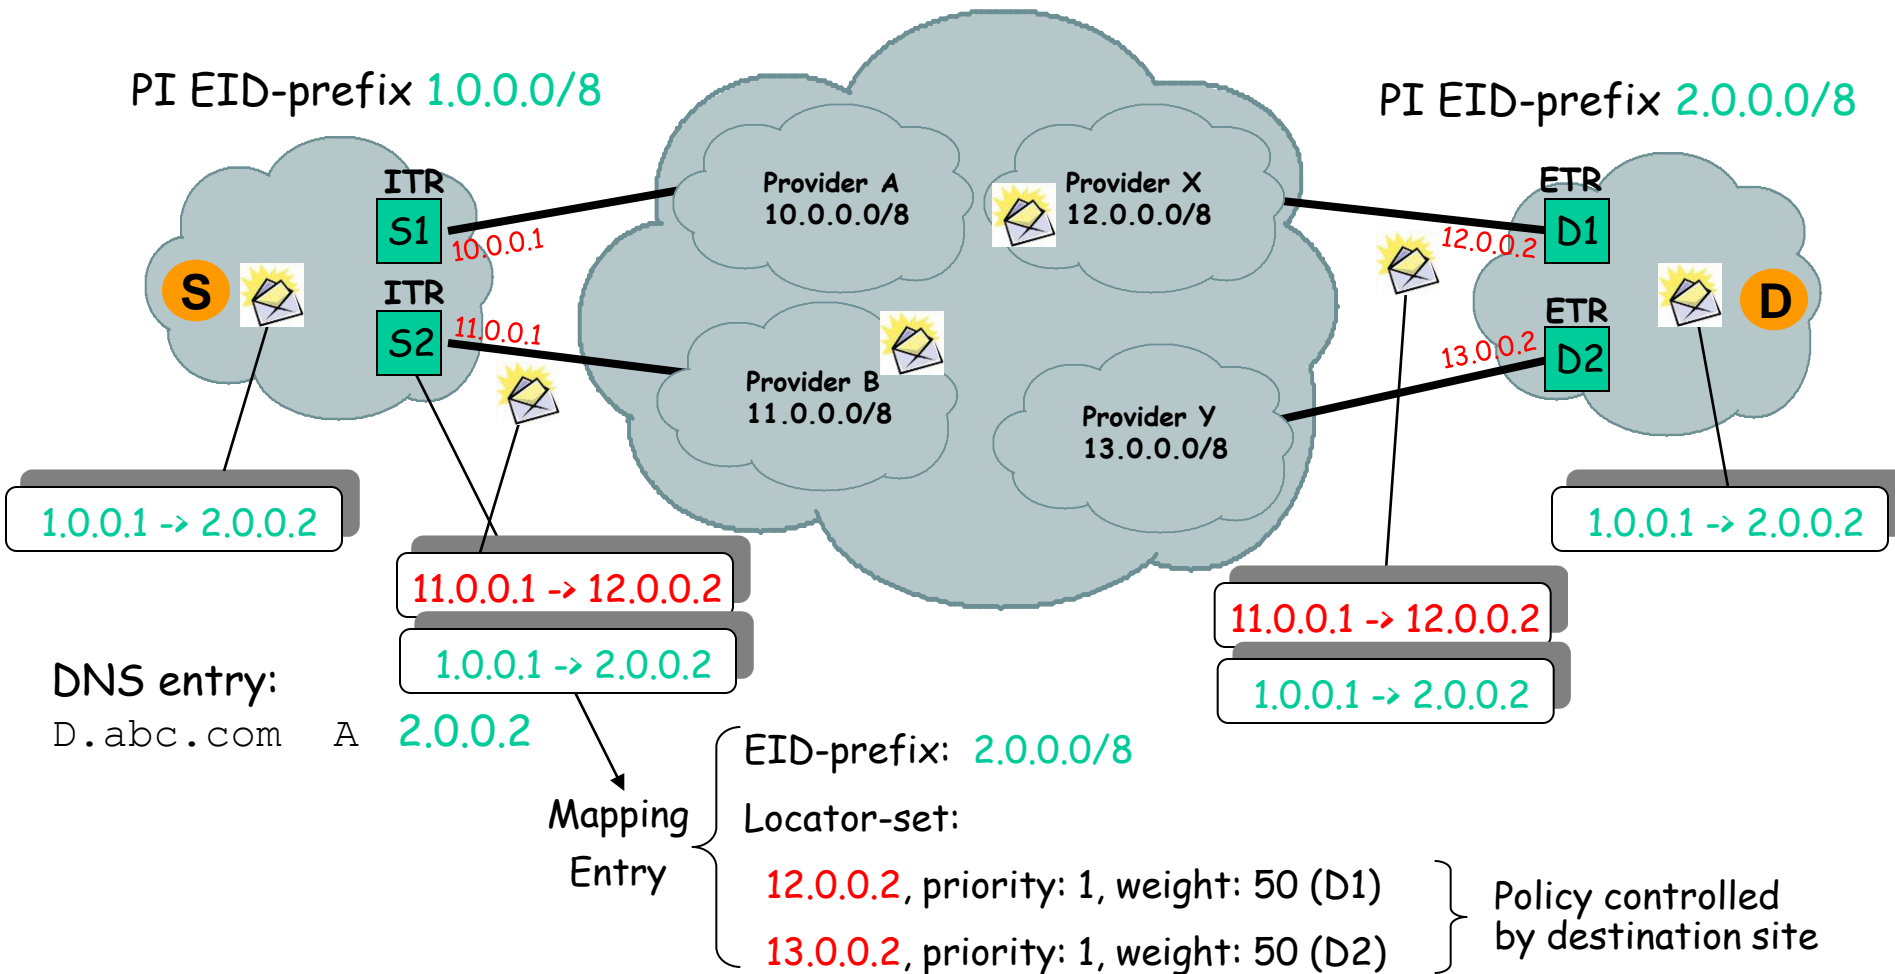 PI EID-prefix 1.0.0.0/8
PI EID-prefix 2.0.0.0/8
ITR
S1
10.0.0.1
ITR
S2
11.0.0.1
S
Provider A
10.0.0.0/8
Provider B
11.0.0.0/8
Provider X
12.0.0.0/8
Provider Y
13.0.0.0/8
ETR
D1
12.0.0.2
ETR
D2
13.0.0.2
D
1.0.0.1 -> 2.0.0.2
11.0.0.1 -> 12.0.0.2
1.0.0.1 -> 2.0.0.2
11.0.0.1 -> 12.0.0.2
1.0.0.1 -> 2.0.0.2
1.0.0.1 -> 2.0.0.2
DNS entry:
D.abc.com A 2.0.0.2
Mapping
Entry
EID-prefix: 2.0.0.0/8
Locator-set:
12.0.0.2, priority: 1, weight: 50 (D1)
13.0.0.2, priority: 1, weight: 50 (D2)
Policy controlled
by destination site